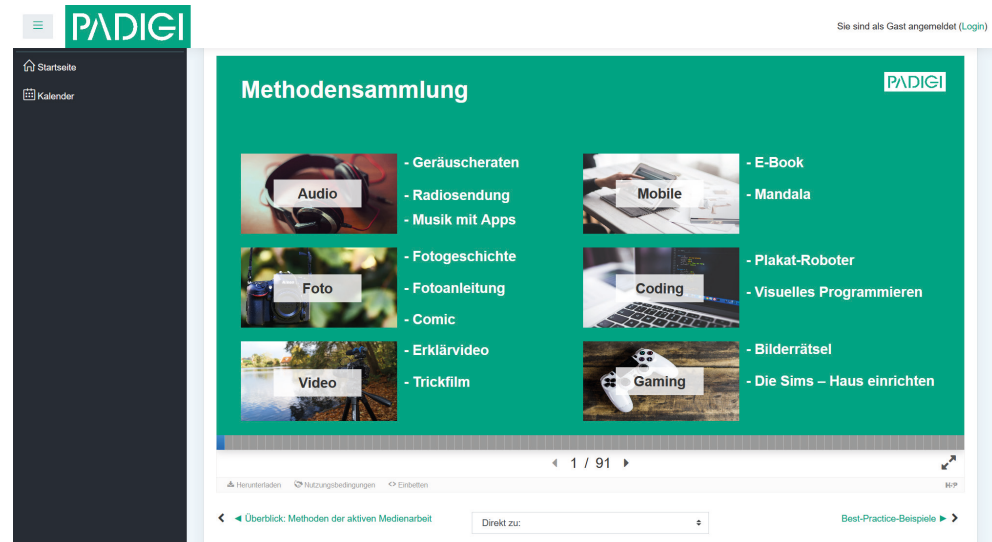 PADIGI
Sie sind als Gast angemeldet (Login)
Startseite
Kalender
Methodensammlung
PADIGI
Audio
- Geräuscheraten
- Radiosendung
- Musik mit Apps
Mobile
- E-Book
- Mandala
Foto
- Fotogeschichte
- Fotoanleitung
- Comic
Coding
- Plakat-Roboter
- Visuelles Programmieren
Video
- Erklärvideo
- Trickfilm
Gaming
- Bilderrätsel
- Die Sims – Haus einrichten
1 / 91
Herunterladen Nutzungsbedingungen <> Einbetten
H5P
◄ Überblick: Methoden der aktiven Medienarbeit
Direkt zu:
Best-Practice-Beispiele ►